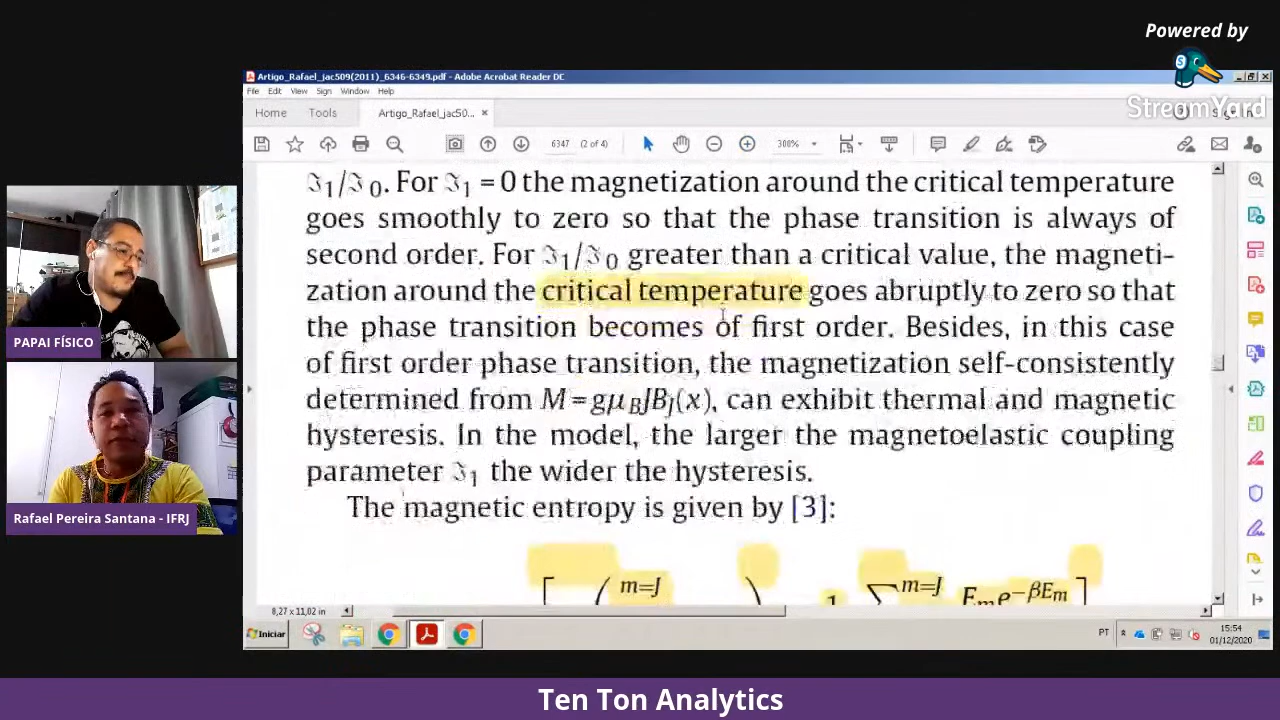 Powered by
StreamYard
Artigo_Rafael_jac509(2011)_6346-6349.pdf - Adobe Acrobat Reader DC
File Edit View Sign Window Help
Home Tools Artigo_Rafael_jac50... ×
6347 (2 of 4) 300%
ℑ1/ℑ0. For ℑ1 = 0 the magnetization around the critical temperature
goes smoothly to zero so that the phase transition is always of
second order. For ℑ1/ℑ0 greater than a critical value, the magneti-
zation around the critical temperature goes abruptly to zero so that
the phase transition becomes of first order. Besides, in this case
of first order phase transition, the magnetization self-consistently
determined from M = gμBJBJ(x), can exhibit thermal and magnetic
hysteresis. In the model, the larger the magnetoelastic coupling
parameter ℑ1 the wider the hysteresis.
The magnetic entropy is given by [3]:
[ ( m=J ) 1 ∑ m=J Eme−βEm ]
8,27 x 11,02 in
PAPAI FÍSICO
Rafael Pereira Santana - IFRJ
Iniciar
PT
15:54
01/12/2020
Ten Ton Analytics